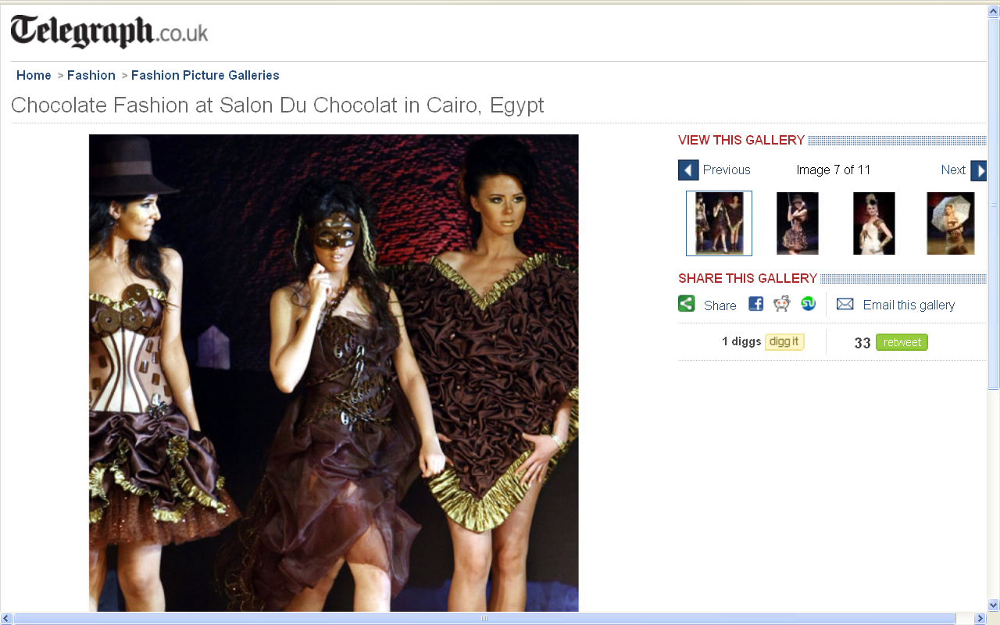 Telegraph.co.uk
Home > Fashion > Fashion Picture Galleries
Chocolate Fashion at Salon Du Chocolat in Cairo, Egypt
VIEW THIS GALLERY
Previous Image 7 of 11 Next
SHARE THIS GALLERY
Share Email this gallery
1 diggs digg it 33 retweet